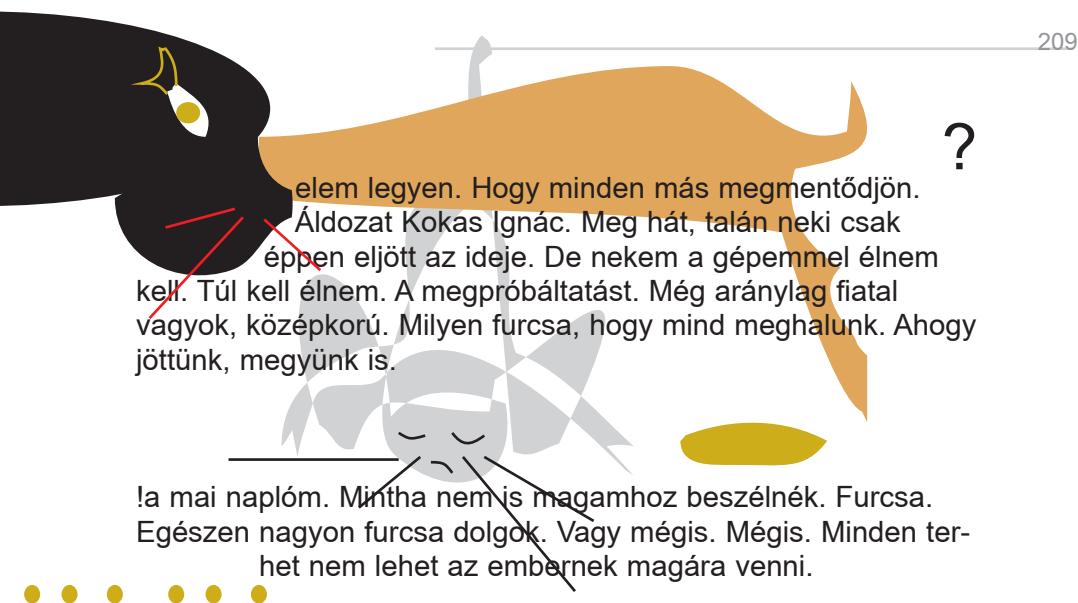 209
?
elem legyen. Hogy minden más megmentődjön.
Áldozat Kokas Ignác. Meg hát, talán neki csak
éppen eljött az ideje. De nekem a gépemmel élnem
kell. Túl kell élnem. A megpróbáltatást. Még aránylag fiatal
vagyok, középkorú. Milyen furcsa, hogy mind meghalunk. Ahogy
jöttünk, megyünk is.
!a mai naplóm. Mintha nem is magamhoz beszélnék. Furcsa.
Egészen nagyon furcsa dolgok. Vagy mégis. Mégis. Minden ter-
het nem lehet az embernek magára venni.